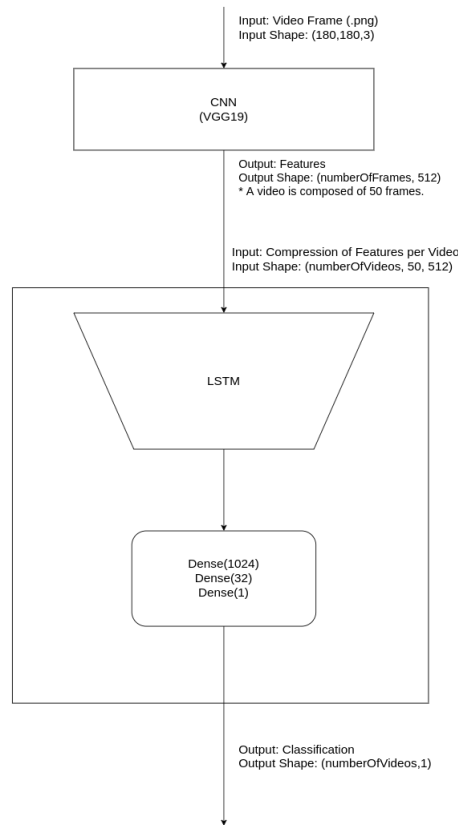 Input: Video Frame (.png)
Input Shape: (180,180,3)
CNN
(VGG19)
Output: Features
Output Shape: (numberOfFrames, 512)
* A video is composed of 50 frames.
Input: Compression of Features per Video
Input Shape: (numberOfVideos, 50, 512)
LSTM
Dense(1024)
Dense(32)
Dense(1)
Output: Classification
Output Shape: (numberOfVideos,1)